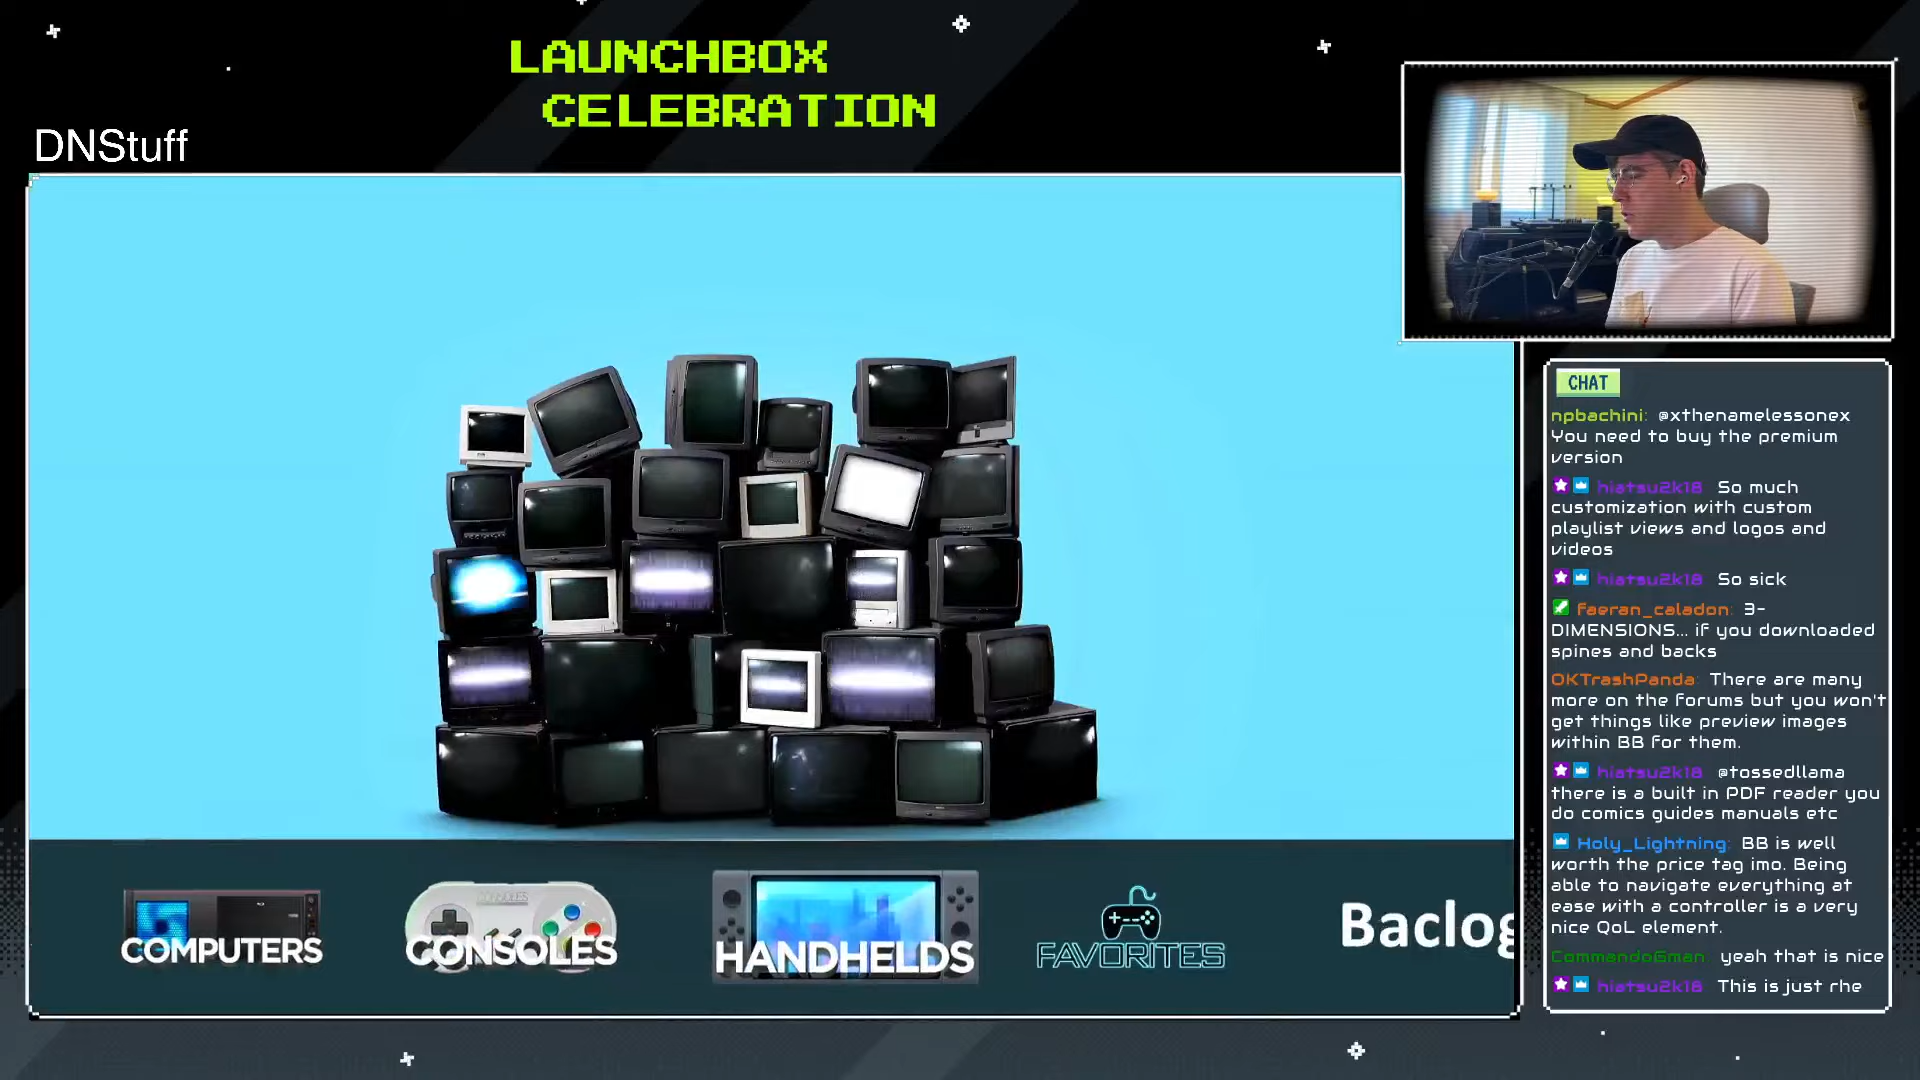 LAUNCHBOX
CELEBRATION
DNStuff
CHAT
npbachini: @xthenamelessonex
You need to buy the premium
version
hiatsu2k18 So much
customization with custom
playlist views and logos and
videos
hiatsu2k18 So sick
faeran_caladon: 3-
DIMENSIONS... if you downloaded
spines and backs
OKTrashPanda: There are many
more on the forums but you won't
get things like preview images
within BB for them.
hiatsu2k18 @tossedllama
there is a built in PDF reader you
do comics guides manuals etc
Holy_Lightning: BB is well
worth the price tag imo. Being
able to navigate everything at
ease with a controller is a very
nice QoL element.
CommandoGman yeah that is nice
hiatsu2k18 This is just rhe
COMPUTERS
CONSOLES
HANDHELDS
FAVORITES
Baclog